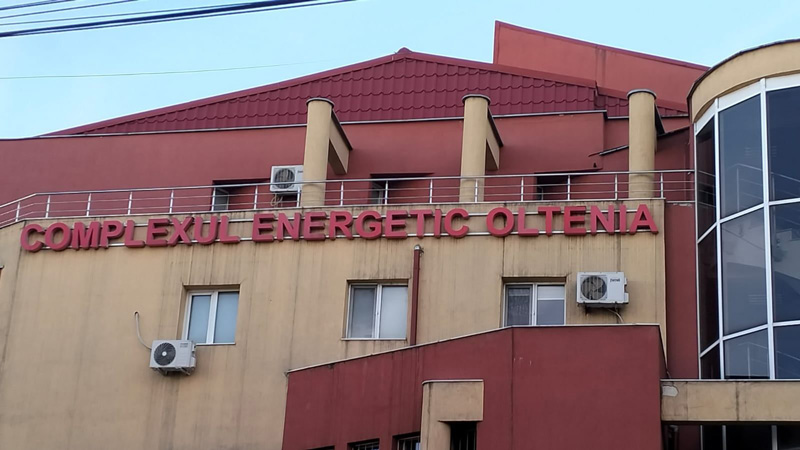 COMPLEXUL ENERGETIC OLTENIA